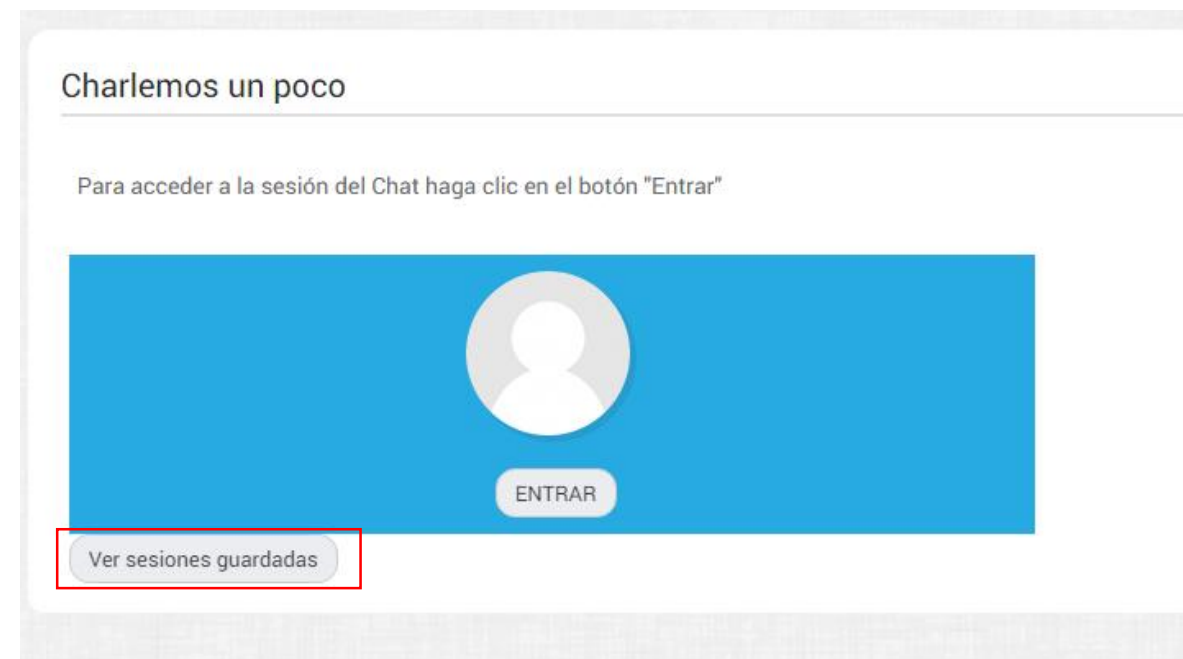 Charlemos un poco
Para acceder a la sesión del Chat haga clic en el botón "Entrar"
ENTRAR
Ver sesiones guardadas